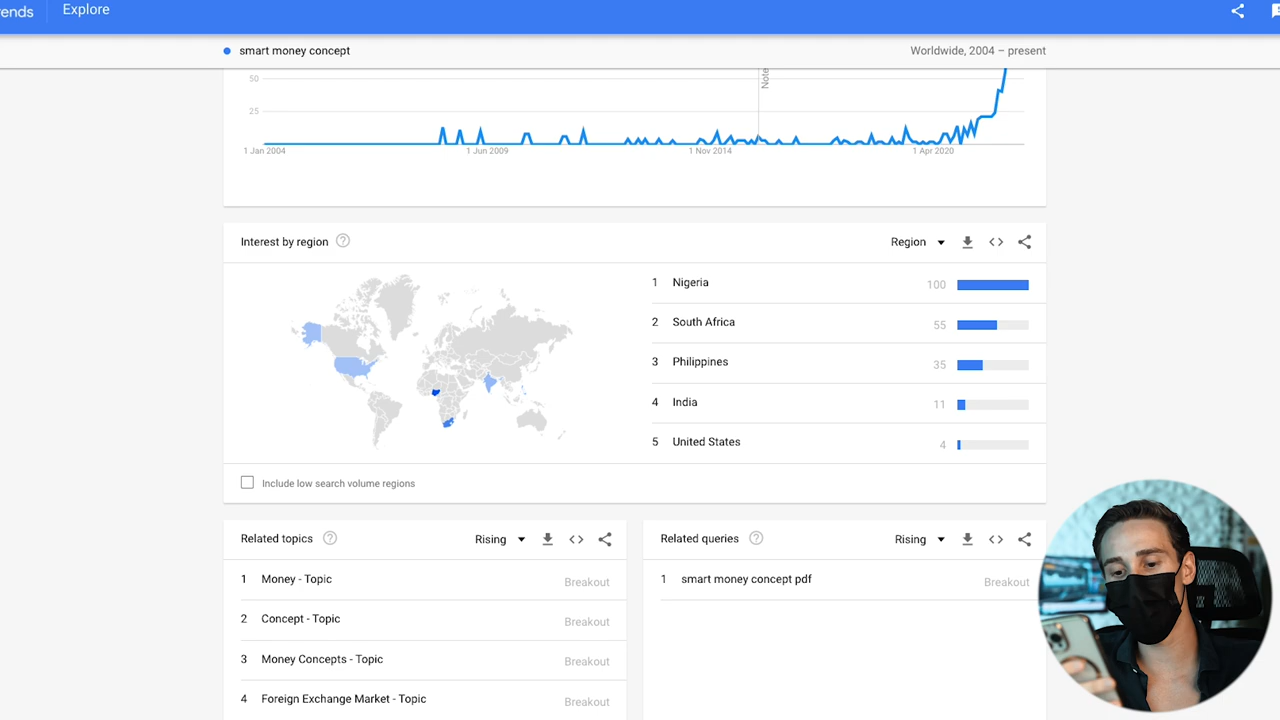 rends Explore
smart money concept Worldwide, 2004 – present
50
Note
25
1 Jan 2004 1 Jun 2009 1 Nov 2014 1 Apr 2020
Interest by region Region
1 Nigeria 100
2 South Africa 55
3 Philippines 35
4 India 11
5 United States 4
Include low search volume regions
Related topics Rising
1 Money - Topic Breakout
2 Concept - Topic Breakout
3 Money Concepts - Topic Breakout
4 Foreign Exchange Market - Topic Breakout
Related queries Rising
1 smart money concept pdf Breakout